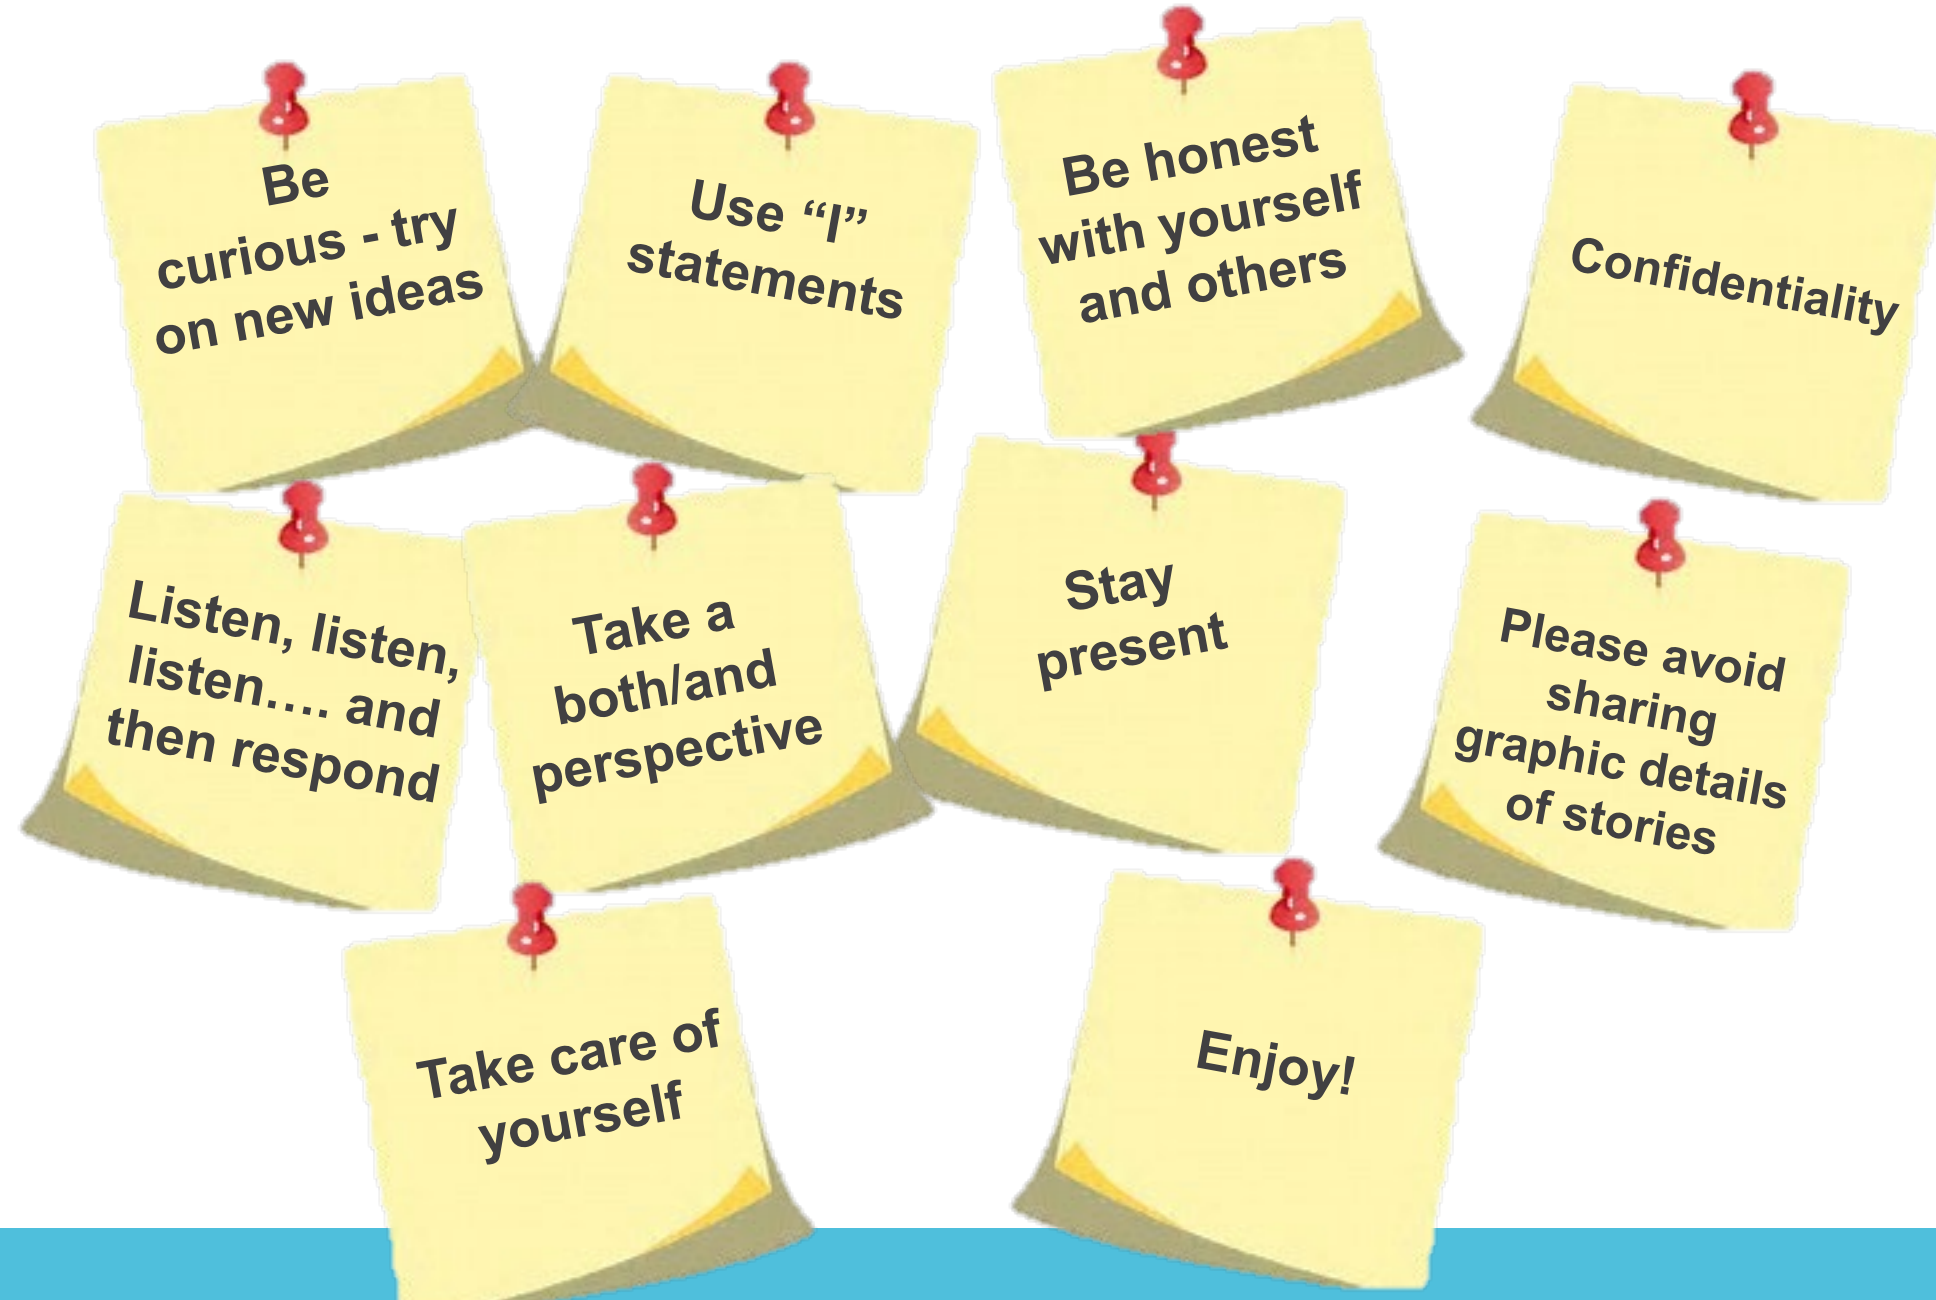 Be
curious - try
on new ideas
Use “I”
statements
Be honest
with yourself
and others
Confidentiality
Listen, listen,
listen…. and
then respond
Take a
both/and
perspective
Stay
present
Please avoid
sharing
graphic details
of stories
Take care of
yourself
Enjoy!